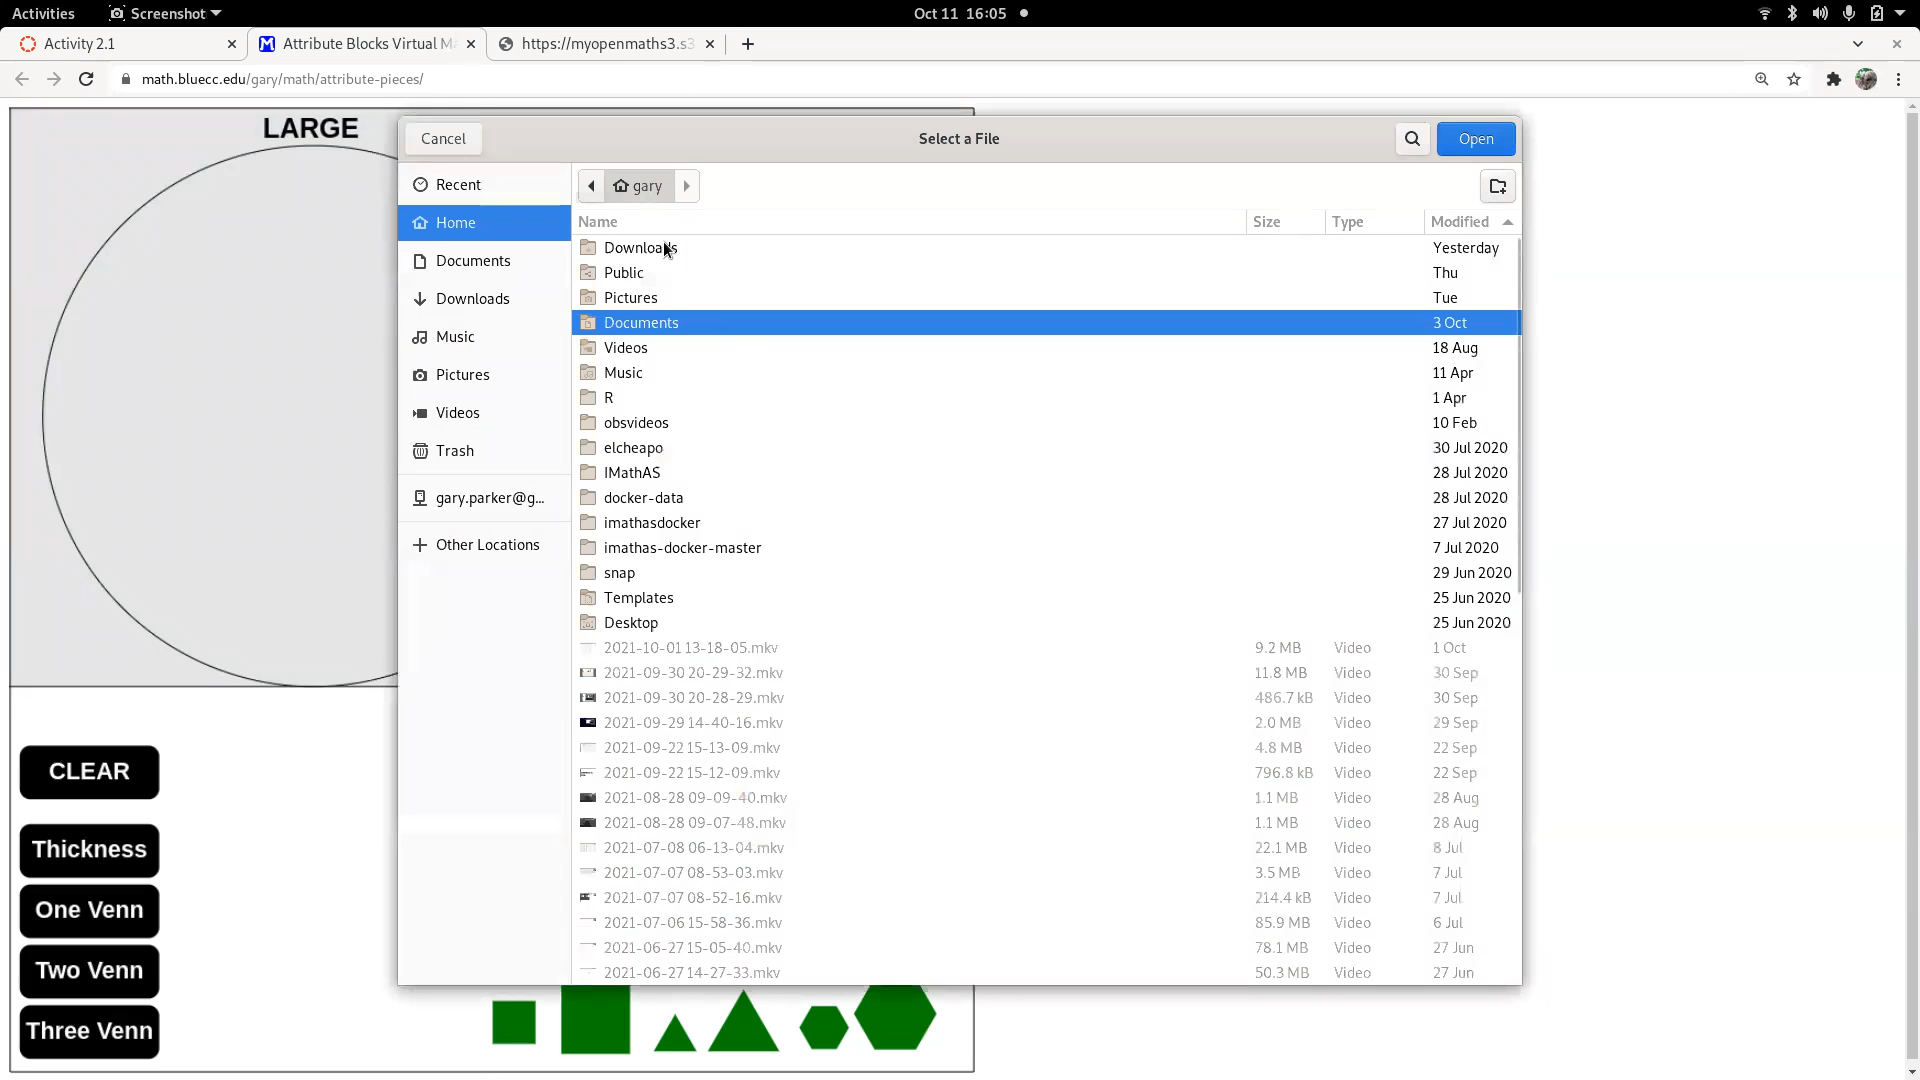 Activities
Screenshot
Oct 11 16:05
Activity 2.1
Attribute Blocks Virtual M
https://myopenmaths3.s3
math.bluecc.edu/gary/math/attribute-pieces/
LARGE
Cancel
Select a File
Open
Recent
Home
Documents
Downloads
Music
Pictures
Videos
Trash
gary.parker@g...
Other Locations
gary
Name Size Type Modified
Downloads Yesterday
Public Thu
Pictures Tue
Documents 3 Oct
Videos 18 Aug
Music 11 Apr
R 1 Apr
obsvideos 10 Feb
elcheapo 30 Jul 2020
IMathAS 28 Jul 2020
docker-data 28 Jul 2020
imathasdocker 27 Jul 2020
imathas-docker-master 7 Jul 2020
snap 29 Jun 2020
Templates 25 Jun 2020
Desktop 25 Jun 2020
2021-10-01 13-18-05.mkv 9.2 MB Video 1 Oct
2021-09-30 20-29-32.mkv 11.8 MB Video 30 Sep
2021-09-30 20-28-29.mkv 486.7 kB Video 30 Sep
2021-09-29 14-40-16.mkv 2.0 MB Video 29 Sep
2021-09-22 15-13-09.mkv 4.8 MB Video 22 Sep
2021-09-22 15-12-09.mkv 796.8 kB Video 22 Sep
2021-08-28 09-09-40.mkv 1.1 MB Video 28 Aug
2021-08-28 09-07-48.mkv 1.1 MB Video 28 Aug
2021-07-08 06-13-04.mkv 22.1 MB Video 8 Jul
2021-07-07 08-53-03.mkv 3.5 MB Video 7 Jul
2021-07-07 08-52-16.mkv 214.4 kB Video 7 Jul
2021-07-06 15-58-36.mkv 85.9 MB Video 6 Jul
2021-06-27 15-05-40.mkv 78.1 MB Video 27 Jun
2021-06-27 14-27-33.mkv 50.3 MB Video 27 Jun
CLEAR
Thickness
One Venn
Two Venn
Three Venn